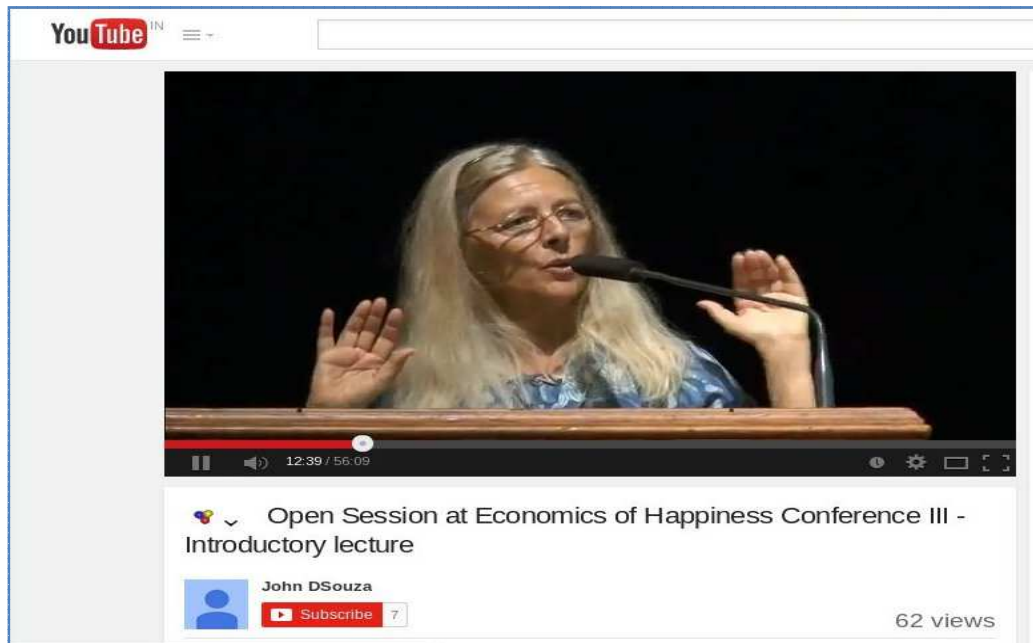 YouTube IN
12:39 / 56:09
Open Session at Economics of Happiness Conference III -
Introductory lecture
John DSouza
Subscribe 7
62 views